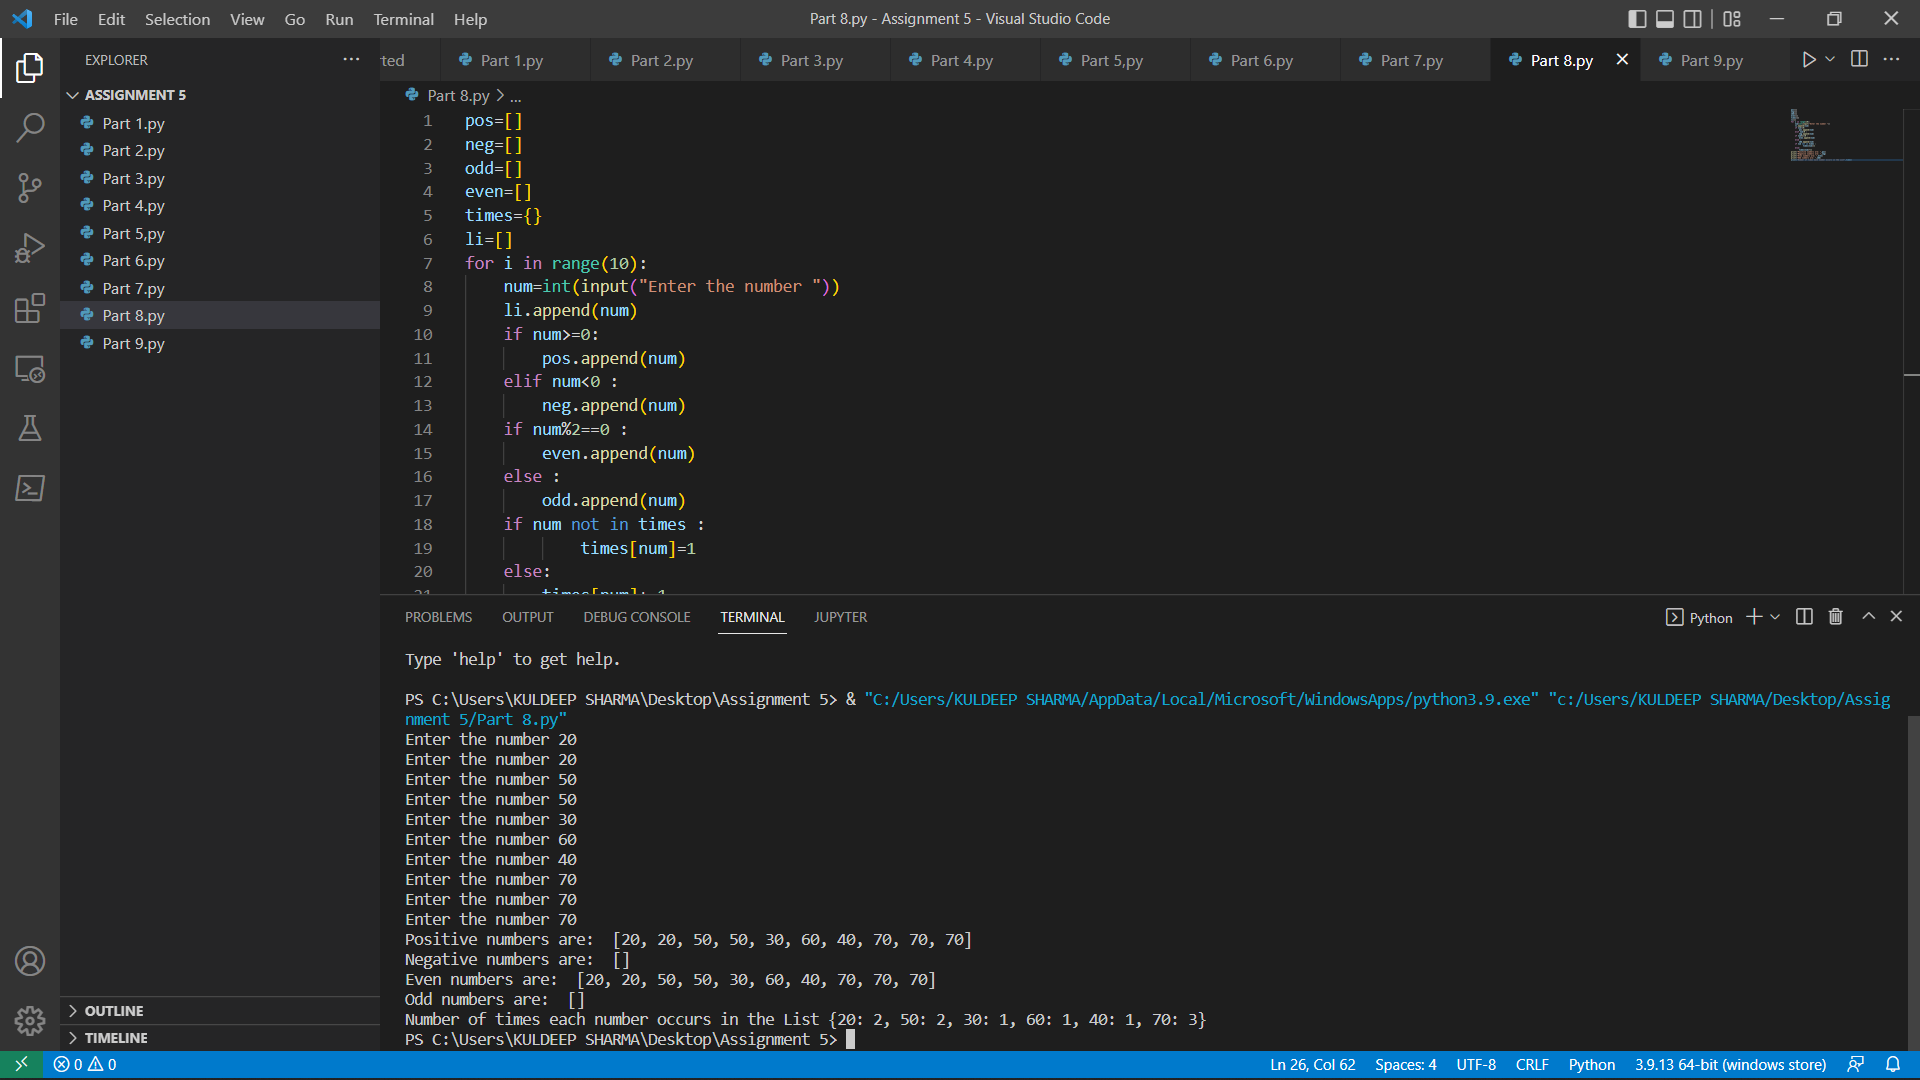 File Edit Selection View Go Run Terminal Help
Part 8.py - Assignment 5 - Visual Studio Code
EXPLORER
ASSIGNMENT 5
Part 1.py
Part 2.py
Part 3.py
Part 4.py
Part 5,py
Part 6.py
Part 7.py
Part 8.py
Part 9.py
OUTLINE
TIMELINE
rted Part 1.py Part 2.py Part 3.py Part 4.py Part 5,py Part 6.py Part 7.py Part 8.py Part 9.py
Part 8.py > ...
1 pos=[]
2 neg=[]
3 odd=[]
4 even=[]
5 times={}
6 li=[]
7 for i in range(10):
8 num=int(input("Enter the number "))
9 li.append(num)
10 if num>=0:
11 pos.append(num)
12 elif num<0 :
13 neg.append(num)
14 if num%2==0 :
15 even.append(num)
16 else :
17 odd.append(num)
18 if num not in times :
19 times[num]=1
20 else:
PROBLEMS OUTPUT DEBUG CONSOLE TERMINAL JUPYTER
Python
Type 'help' to get help.
PS C:\Users\KULDEEP SHARMA\Desktop\Assignment 5> & "C:/Users/KULDEEP SHARMA/AppData/Local/Microsoft/WindowsApps/python3.9.exe" "c:/Users/KULDEEP SHARMA/Desktop/Assig
nment 5/Part 8.py"
Enter the number 20
Enter the number 20
Enter the number 50
Enter the number 50
Enter the number 30
Enter the number 60
Enter the number 40
Enter the number 70
Enter the number 70
Enter the number 70
Positive numbers are:  [20, 20, 50, 50, 30, 60, 40, 70, 70, 70]
Negative numbers are:  []
Even numbers are:  [20, 20, 50, 50, 30, 60, 40, 70, 70, 70]
Odd numbers are:  []
Number of times each number occurs in the List {20: 2, 50: 2, 30: 1, 60: 1, 40: 1, 70: 3}
PS C:\Users\KULDEEP SHARMA\Desktop\Assignment 5>
0 0
Ln 26, Col 62 Spaces: 4 UTF-8 CRLF Python 3.9.13 64-bit (windows store)